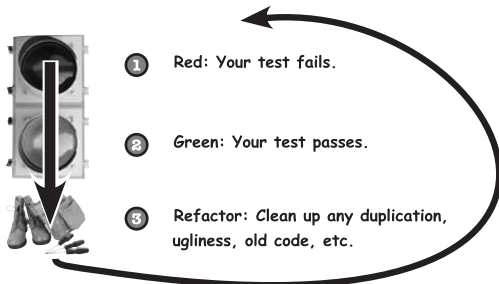 1 Red: Your test fails.
2 Green: Your test passes.
3 Refactor: Clean up any duplication,
ugliness, old code, etc.